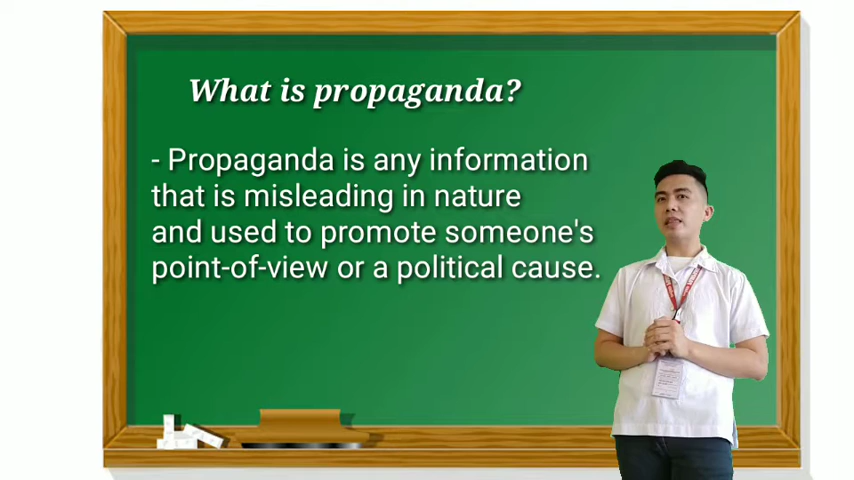 What is propaganda?
- Propaganda is any information
that is misleading in nature
and used to promote someone's
point-of-view or a political cause.